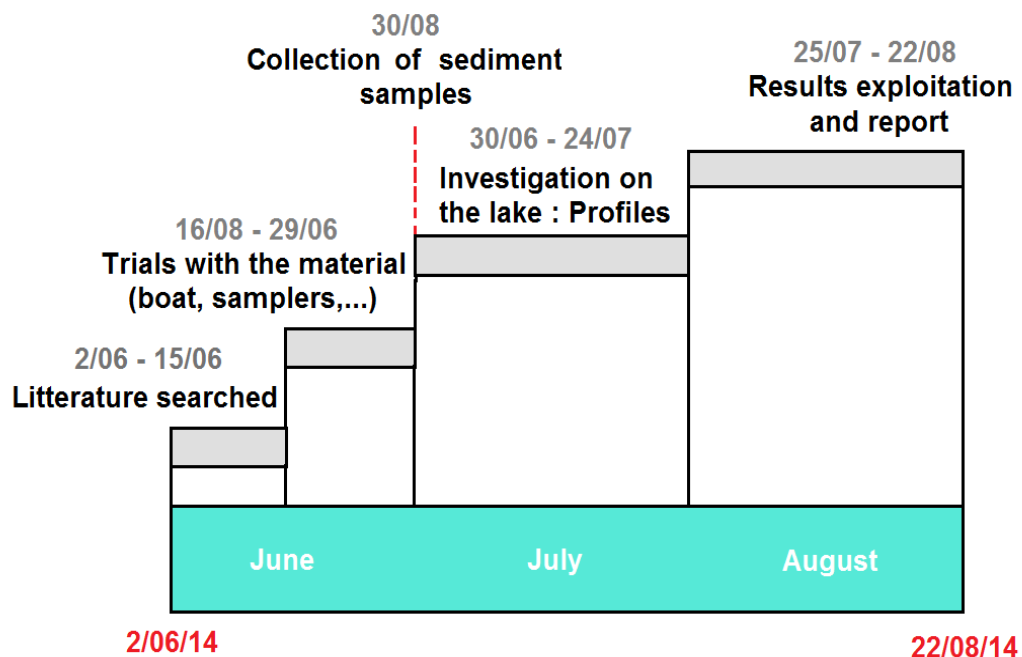 30/08
Collection of sediment
samples
25/07 - 22/08
Results exploitation
and report
30/06 - 24/07
Investigation on
the lake : Profiles
16/08 - 29/06
Trials with the material
(boat, samplers,...)
2/06 - 15/06
Litterature searched
June
July
August
2/06/14
22/08/14